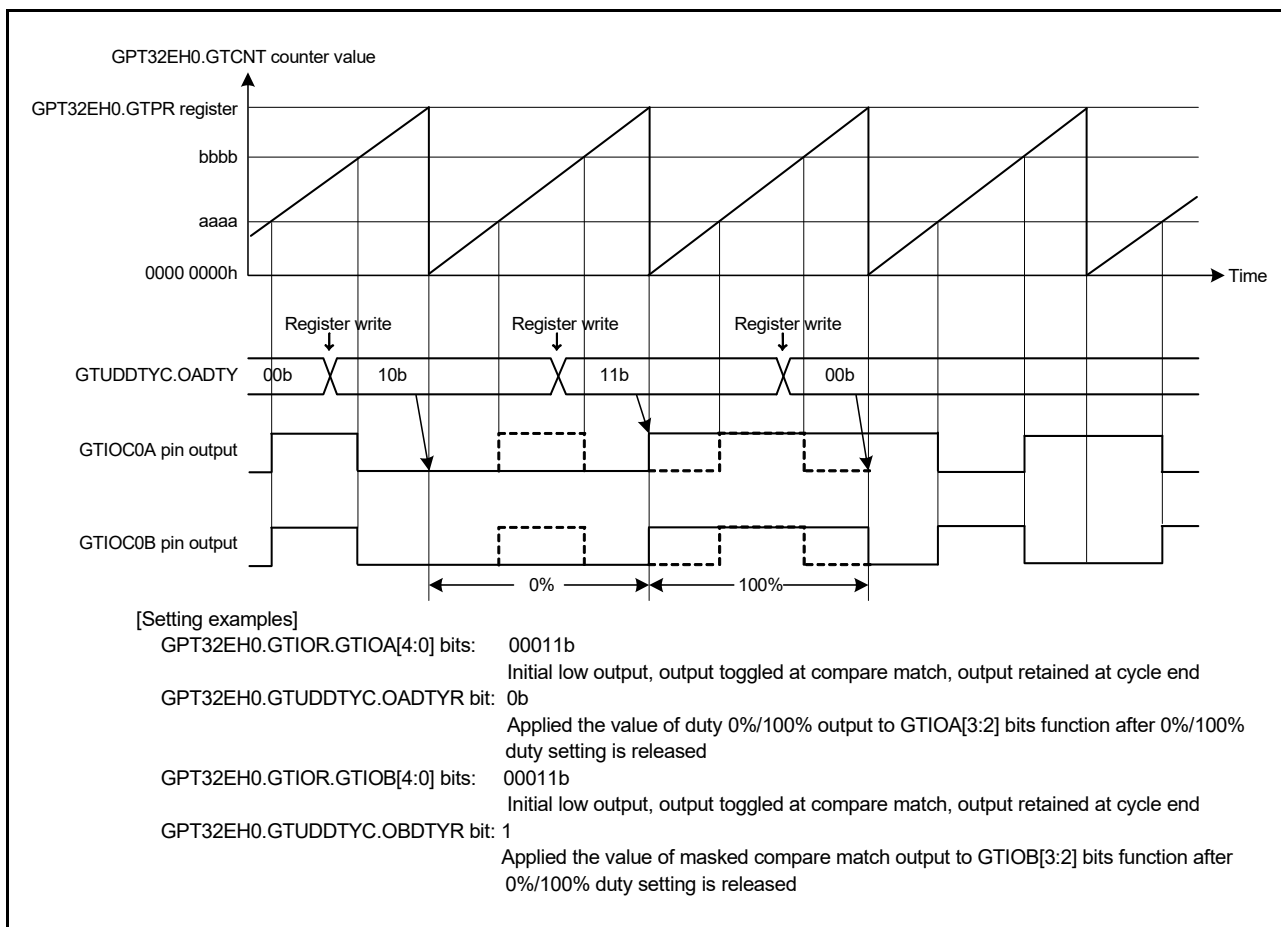 GPT32EH0.GTCNT counter value
GPT32EH0.GTPR register
bbbb
aaaa
0000 0000h
Time
Register write
Register write
Register write
GTUDDTYC.OADTY
00b
10b
11b
00b
GTIOC0A pin output
GTIOC0B pin output
0%
100%
[Setting examples]
GPT32EH0.GTIOR.GTIOA[4:0] bits: 00011b
Initial low output, output toggled at compare match, output retained at cycle end
GPT32EH0.GTUDDTYC.OADTYR bit: 0b
Applied the value of duty 0%/100% output to GTIOA[3:2] bits function after 0%/100%
duty setting is released
GPT32EH0.GTIOR.GTIOB[4:0] bits: 00011b
Initial low output, output toggled at compare match, output retained at cycle end
GPT32EH0.GTUDDTYC.OBDTYR bit: 1
Applied the value of masked compare match output to GTIOB[3:2] bits function after
0%/100% duty setting is released